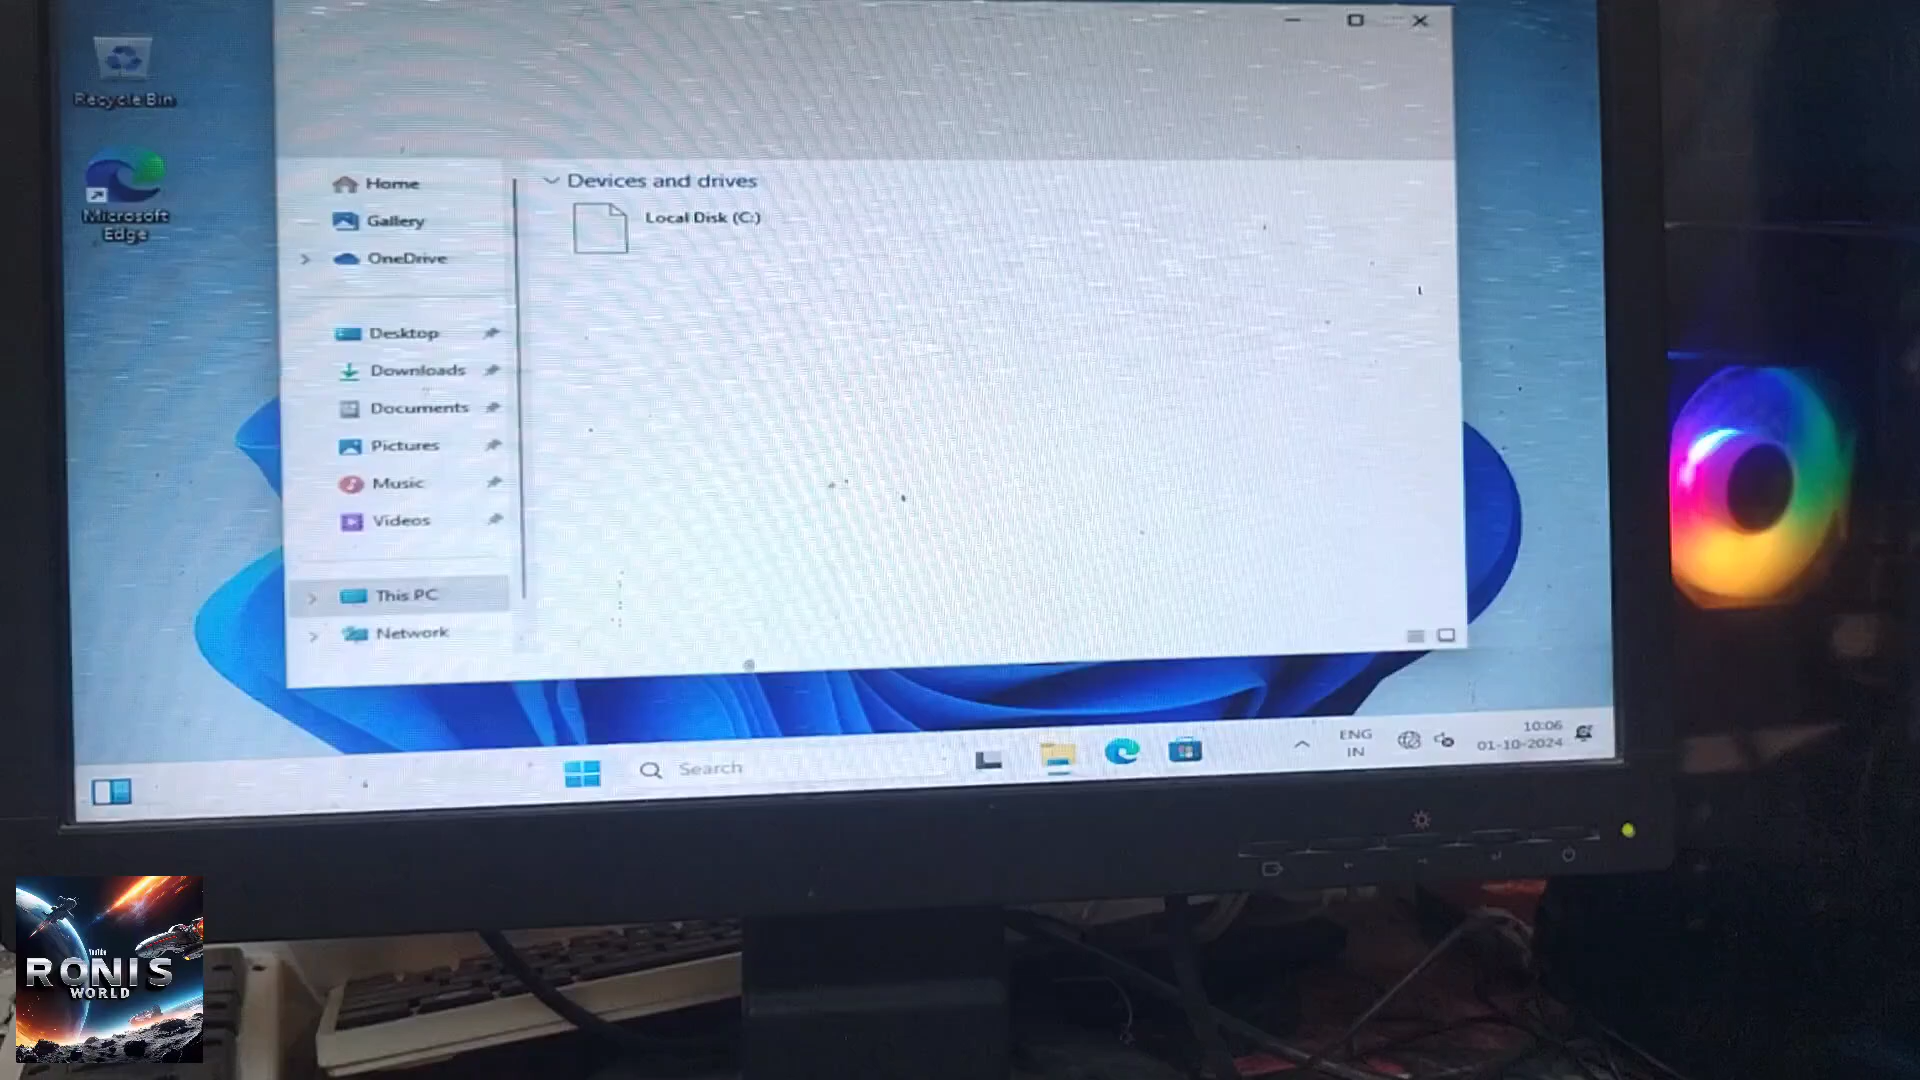 Recycle Bin
Microsoft
Edge
Home
Gallery
OneDrive
Desktop
Downloads
Documents
Pictures
Music
Videos
This PC
Network
Devices and drives
Local Disk (C:)
Search
ENG
IN
10:06
01-10-2024
YouTube
RONIS
WORLD